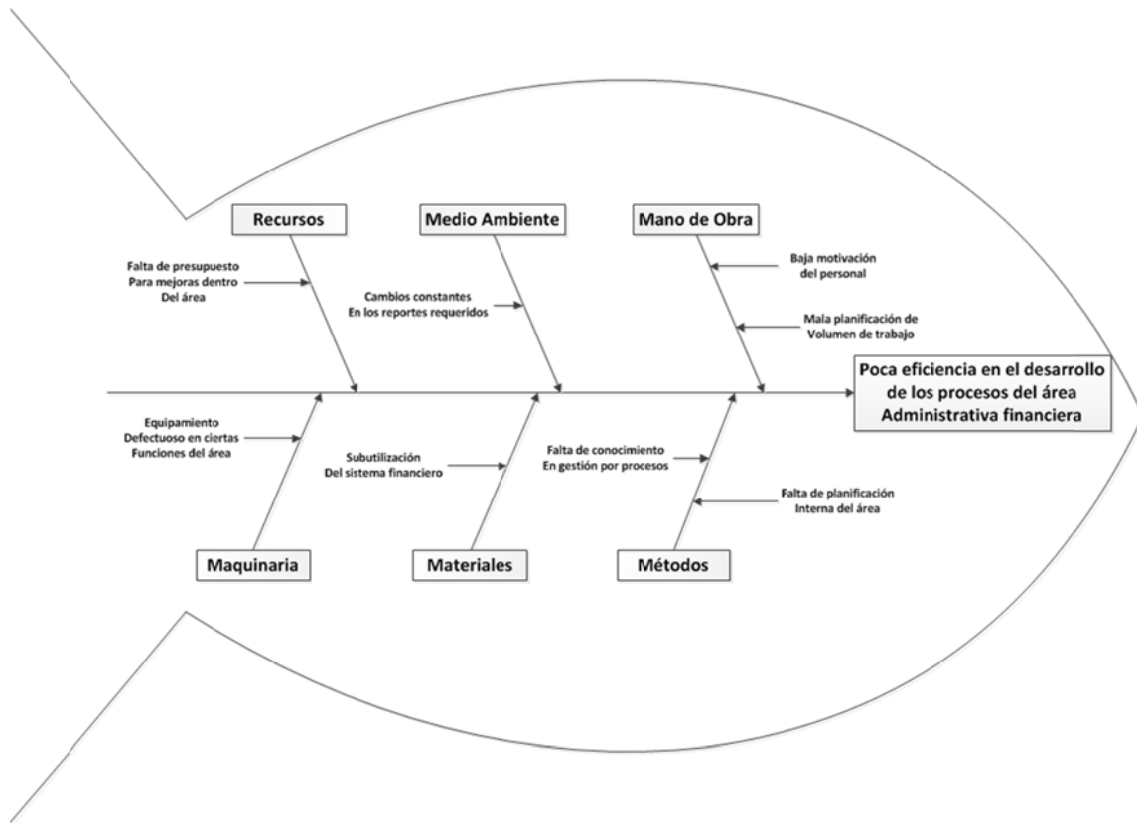 Recursos
Medio Ambiente
Mano de Obra
Falta de presupuesto
Para mejoras dentro
Del área
Cambios constantes
En los reportes requeridos
Baja motivación
del personal
Mala planificación de
Volumen de trabajo
Poca eficiencia en el desarrollo
de los procesos del área
Administrativa financiera
Equipamiento
Defectuoso en ciertas
Funciones del área
Subutilización
Del sistema financiero
Falta de conocimiento
En gestión por procesos
Falta de planificación
Interna del área
Maquinaria
Materiales
Métodos